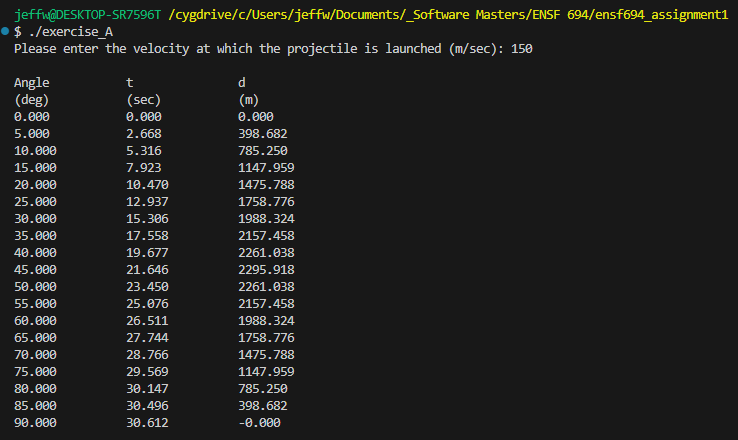 jeffw@DESKTOP-SR7596T /cygdrive/c/Users/jeffw/Documents/_Software Masters/ENSF 694/ensf694_assignment1
$ ./exercise_A
Please enter the velocity at which the projectile is launched (m/sec): 150
Angle t d
(deg) (sec) (m)
0.000 0.000 0.000
5.000 2.668 398.682
10.000 5.316 785.250
15.000 7.923 1147.959
20.000 10.470 1475.788
25.000 12.937 1758.776
30.000 15.306 1988.324
35.000 17.558 2157.458
40.000 19.677 2261.038
45.000 21.646 2295.918
50.000 23.450 2261.038
55.000 25.076 2157.458
60.000 26.511 1988.324
65.000 27.744 1758.776
70.000 28.766 1475.788
75.000 29.569 1147.959
80.000 30.147 785.250
85.000 30.496 398.682
90.000 30.612 -0.000